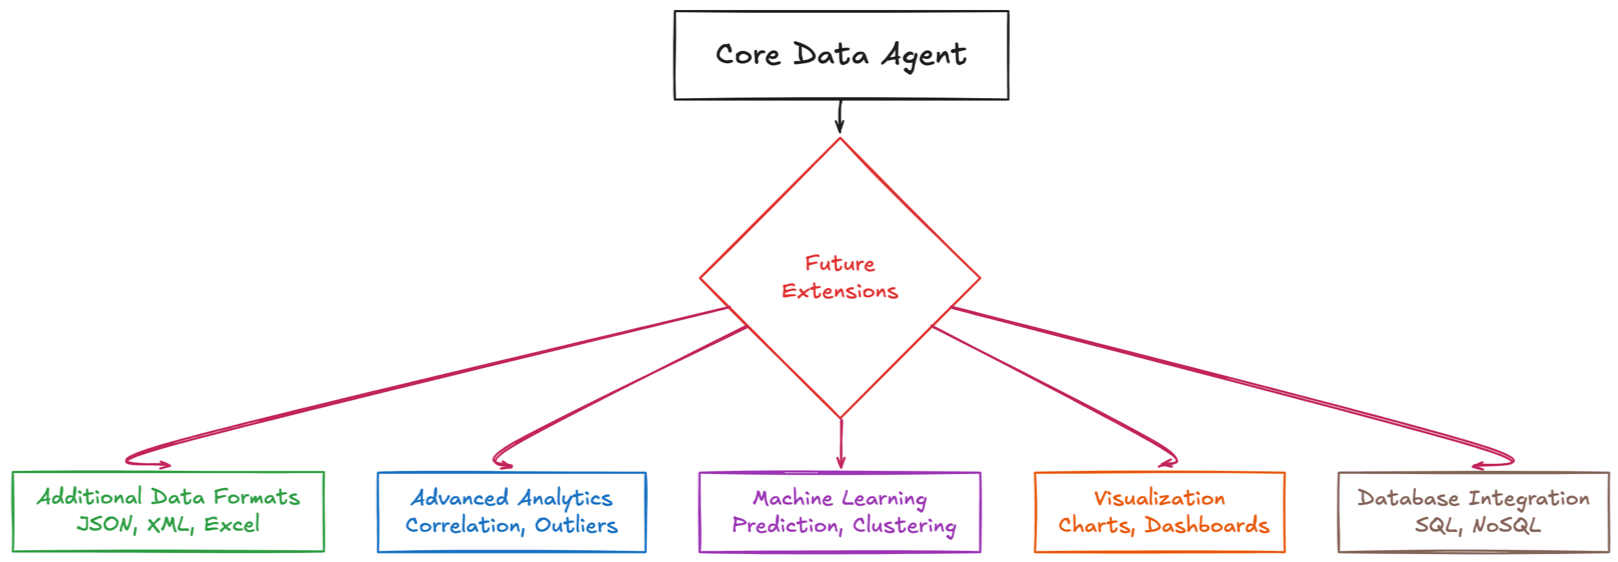 Core Data Agent
Future
Extensions
Additional Data Formats
JSON, XML, Excel
Advanced Analytics
Correlation, Outliers
Machine Learning
Prediction, Clustering
Visualization
Charts, Dashboards
Database Integration
SQL, NoSQL